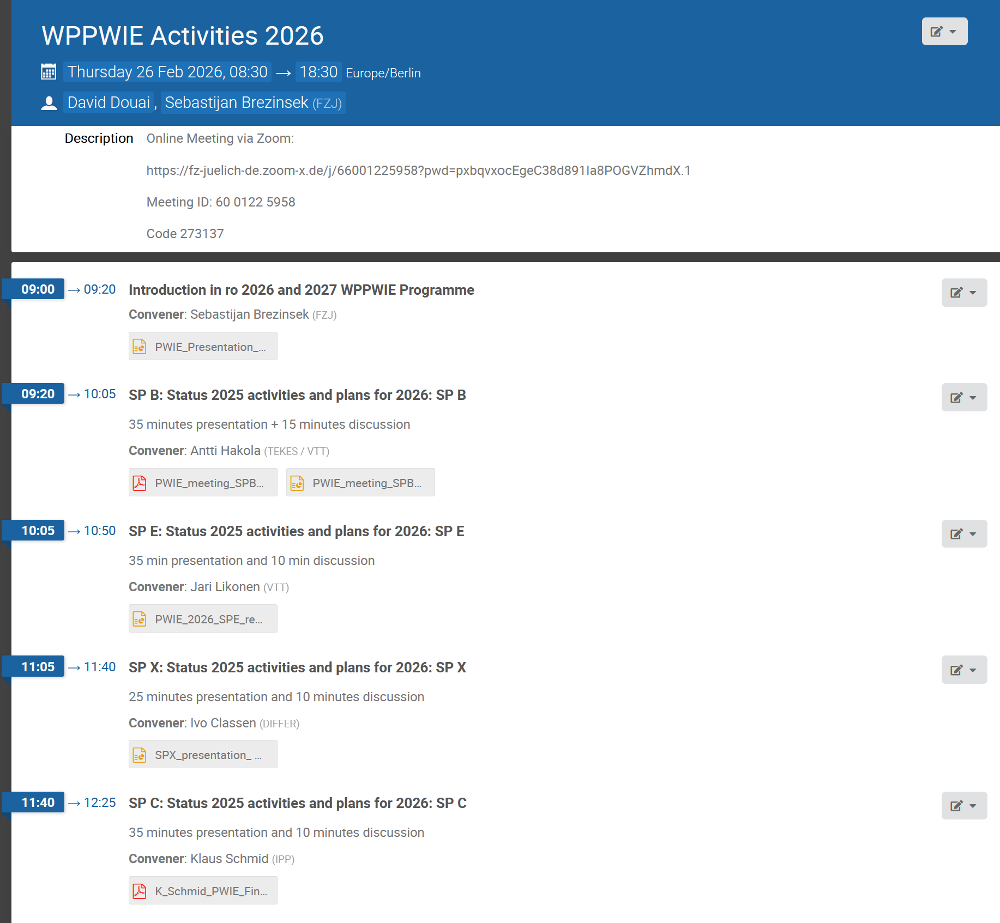 WPPWIE Activities 2026
Thursday 26 Feb 2026, 08:30 → 18:30 Europe/Berlin
David Douai, Sebastijan Brezinsek (FZJ)
Description Online Meeting via Zoom:
https://fz-juelich-de.zoom-x.de/j/66001225958?pwd=pxbqvxocEgeC38d891Ia8POGVZhmdX.1
Meeting ID: 60 0122 5958
Code 273137
09:00 → 09:20 Introduction in ro 2026 and 2027 WPPWIE Programme
Convener: Sebastijan Brezinsek (FZJ)
PWIE_Presentation_...
09:20 → 10:05 SP B: Status 2025 activities and plans for 2026: SP B
35 minutes presentation + 15 minutes discussion
Convener: Antti Hakola (TEKES / VTT)
PWIE_meeting_SPB... PWIE_meeting_SPB...
10:05 → 10:50 SP E: Status 2025 activities and plans for 2026: SP E
35 min presentation and 10 min discussion
Convener: Jari Likonen (VTT)
PWIE_2026_SPE_re...
11:05 → 11:40 SP X: Status 2025 activities and plans for 2026: SP X
25 minutes presentation and 10 minutes discussion
Convener: Ivo Classen (DIFFER)
SPX_presentation_ ...
11:40 → 12:25 SP C: Status 2025 activities and plans for 2026: SP C
35 minutes presentation and 10 minutes discussion
Convener: Klaus Schmid (IPP)
K_Schmid_PWIE_Fin...